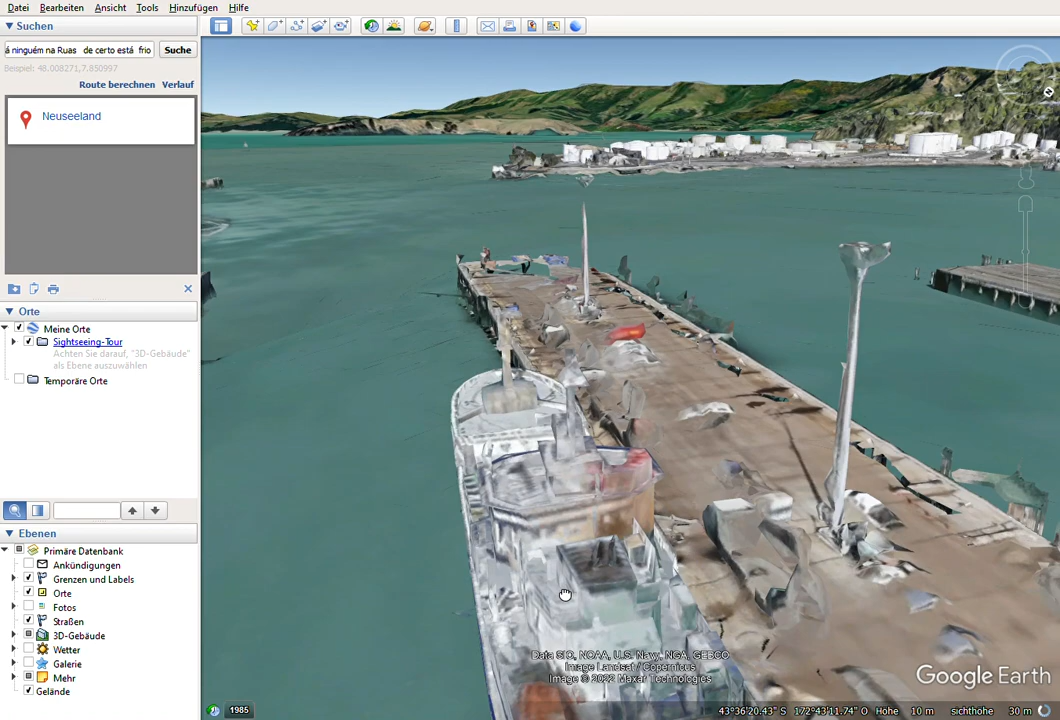 Datei Bearbeiten Ansicht Tools Hinzufügen Hilfe
Suchen
á ninguém na Ruas de certo está frio Suche
Beispiel: 48.008271,7.850997
Route berechnen Verlauf
Neuseeland
Orte
Meine Orte
Sightseeing-Tour
Achten Sie darauf, "3D-Gebäude"
als Ebene auszuwählen
Temporäre Orte
Ebenen
Primäre Datenbank
Ankündigungen
Grenzen und Labels
Orte
Fotos
Straßen
3D-Gebäude
Wetter
Galerie
Mehr
Gelände
Data SIO, NOAA, U.S. Navy, NGA, GEBCO
Image Landsat / Copernicus
Image © 2022 Maxar Technologies
Google Earth
1985 43°36'20.43" S 172°43'11.74" O Höhe 10 m sichthöhe 30 m